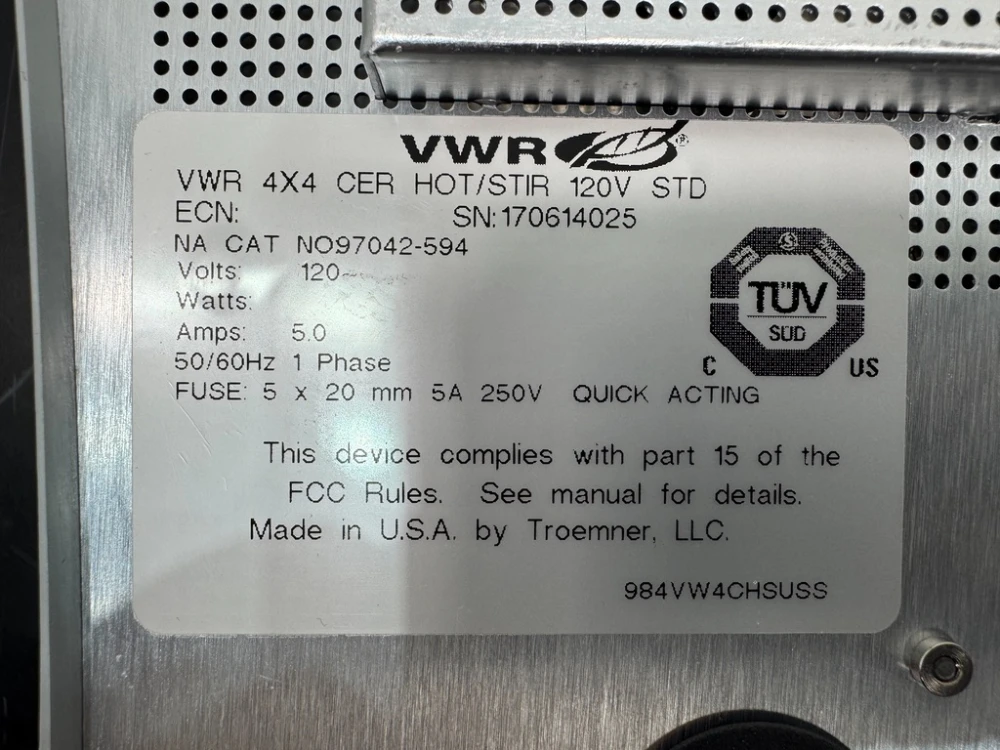 VWR®
VWR 4X4 CER HOT/STIR 120V STD
ECN: SN:170614025
NA CAT NO97042-594
Volts: 120~
Watts:
Amps: 5.0
50/60Hz 1 Phase
FUSE: 5 x 20 mm 5A 250V QUICK ACTING
TÜV
SÜD
C US
This device complies with part 15 of the
FCC Rules. See manual for details.
Made in U.S.A. by Troemner, LLC.
984VW4CHSUSS